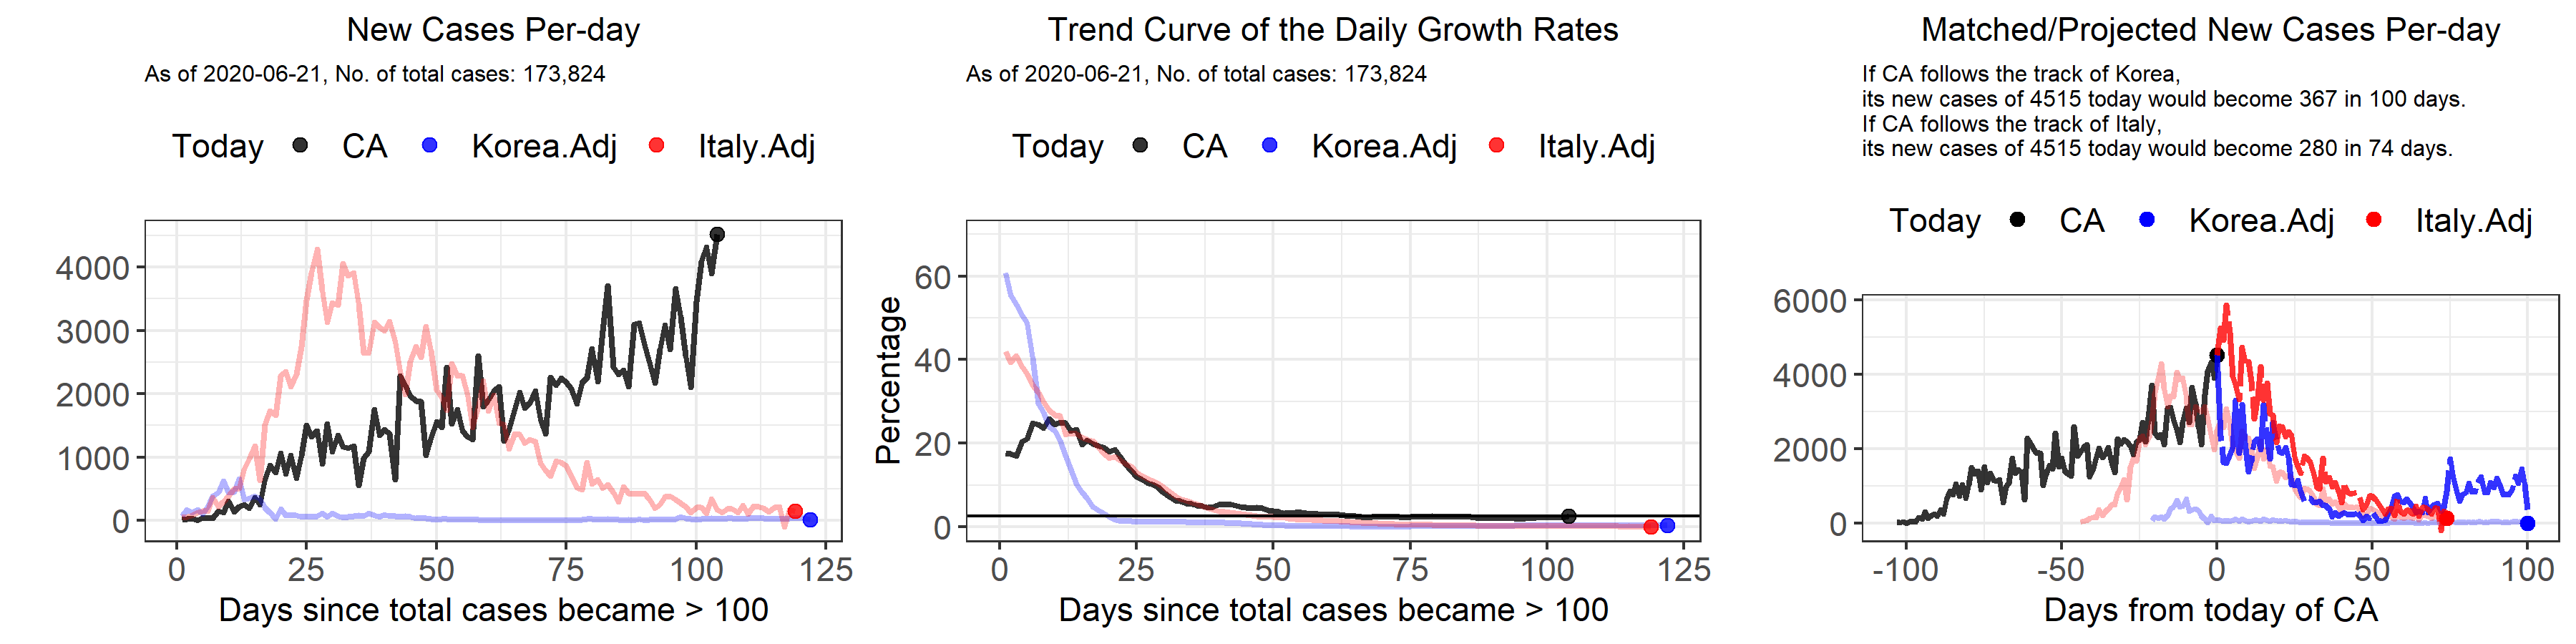 New Cases Per-day
As of 2020-06-21, No. of total cases: 173,824
Today CA Korea.Adj Italy.Adj
4000
3000
2000
1000
0
0 25 50 75 100 125
Days since total cases became > 100
Trend Curve of the Daily Growth Rates
As of 2020-06-21, No. of total cases: 173,824
Today CA Korea.Adj Italy.Adj
Percentage
60
40
20
0
0 25 50 75 100 125
Days since total cases became > 100
Matched/Projected New Cases Per-day
If CA follows the track of Korea,
its new cases of 4515 today would become 367 in 100 days.
If CA follows the track of Italy,
its new cases of 4515 today would become 280 in 74 days.
Today CA Korea.Adj Italy.Adj
6000
4000
2000
0
-100 -50 0 50 100
Days from today of CA